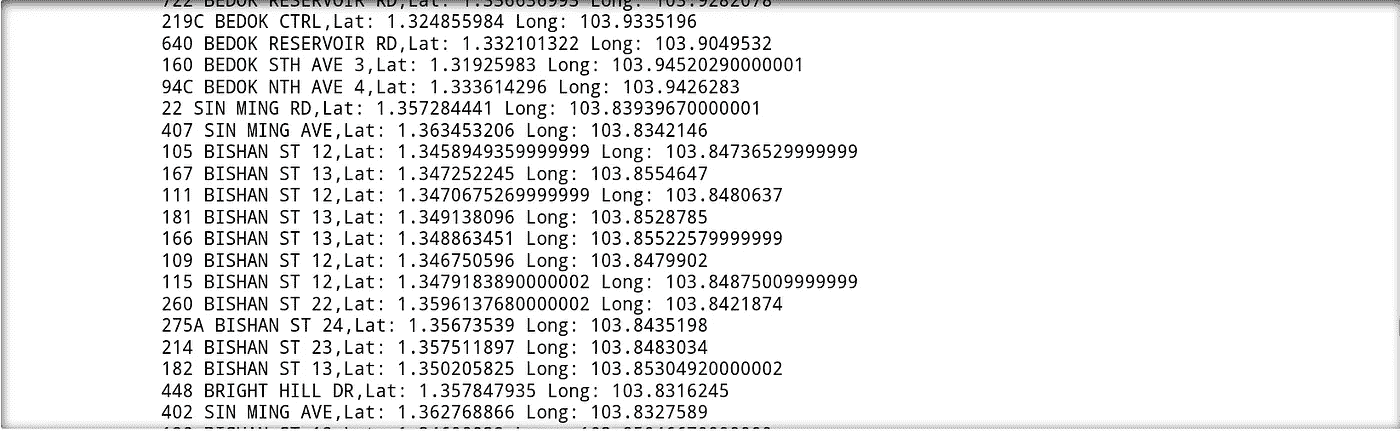 722 BEDOK RESERVOIR RD,Lat: 1.336636993 Long: 103.9282078
219C BEDOK CTRL,Lat: 1.324855984 Long: 103.9335196
640 BEDOK RESERVOIR RD,Lat: 1.332101322 Long: 103.9049532
160 BEDOK STH AVE 3,Lat: 1.31925983 Long: 103.94520290000001
94C BEDOK NTH AVE 4,Lat: 1.333614296 Long: 103.9426283
22 SIN MING RD,Lat: 1.357284441 Long: 103.83939670000001
407 SIN MING AVE,Lat: 1.363453206 Long: 103.8342146
105 BISHAN ST 12,Lat: 1.3458949359999999 Long: 103.84736529999999
167 BISHAN ST 13,Lat: 1.347252245 Long: 103.8554647
111 BISHAN ST 12,Lat: 1.3470675269999999 Long: 103.8480637
181 BISHAN ST 13,Lat: 1.349138096 Long: 103.8528785
166 BISHAN ST 13,Lat: 1.348863451 Long: 103.85522579999999
109 BISHAN ST 12,Lat: 1.346750596 Long: 103.8479902
115 BISHAN ST 12,Lat: 1.3479183890000002 Long: 103.84875009999999
260 BISHAN ST 22,Lat: 1.3596137680000002 Long: 103.8421874
275A BISHAN ST 24,Lat: 1.35673539 Long: 103.8435198
214 BISHAN ST 23,Lat: 1.357511897 Long: 103.8483034
182 BISHAN ST 13,Lat: 1.350205825 Long: 103.85304920000002
448 BRIGHT HILL DR,Lat: 1.357847935 Long: 103.8316245
402 SIN MING AVE,Lat: 1.362768866 Long: 103.8327589